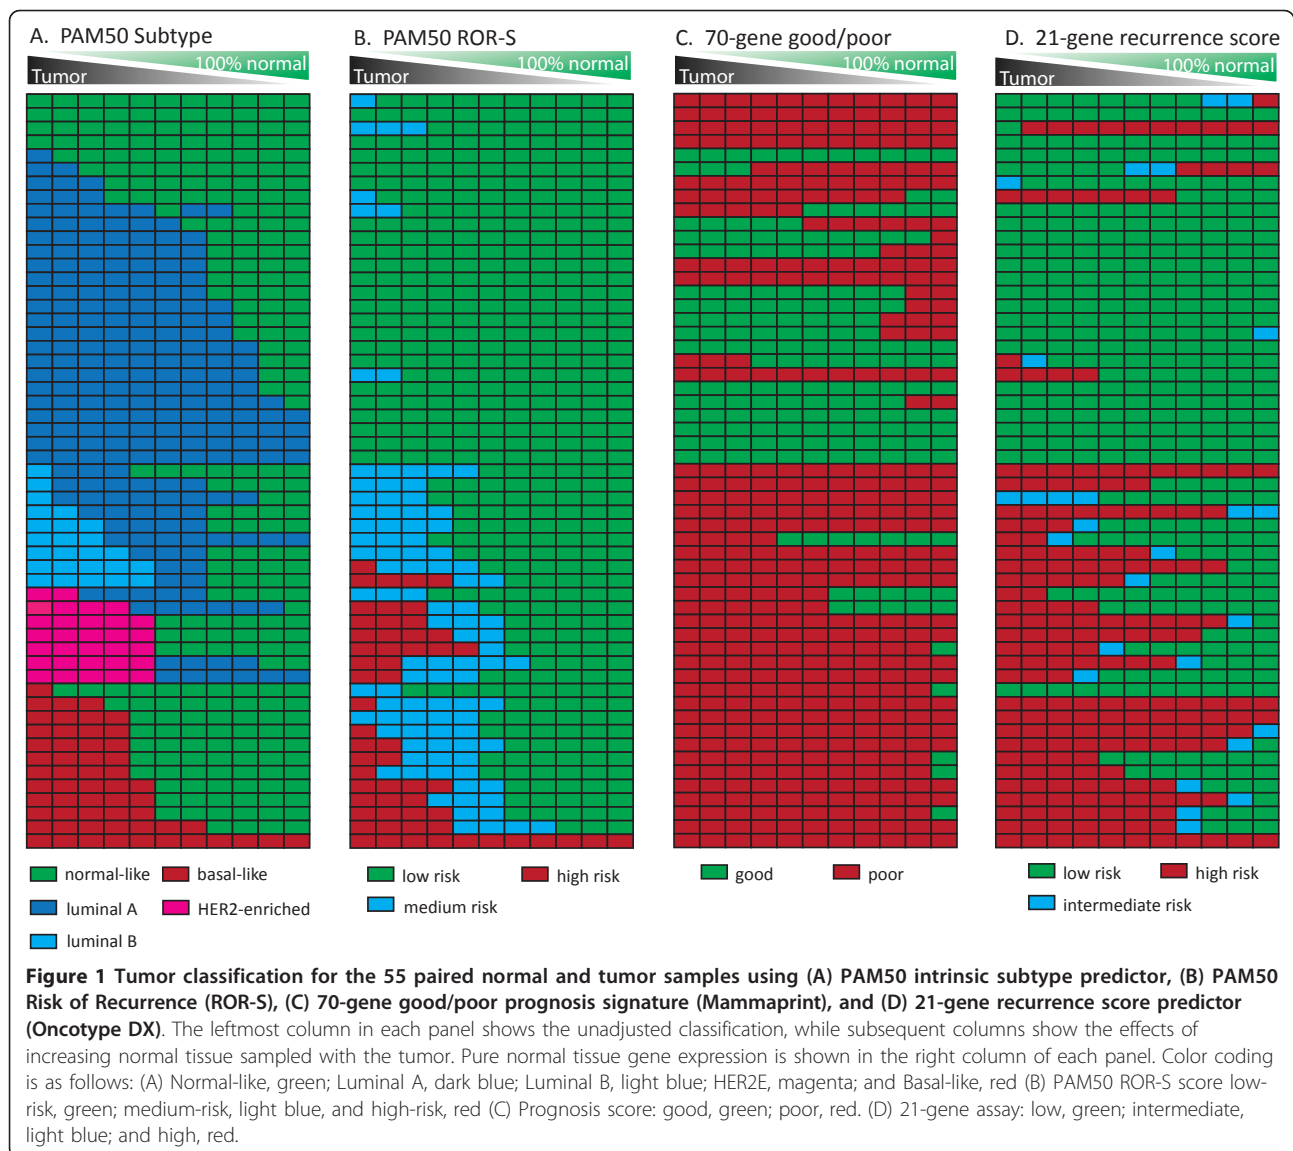 A. PAM50 Subtype
100% normal
Tumor
B. PAM50 ROR-S
100% normal
Tumor
C. 70-gene good/poor
100% normal
Tumor
D. 21-gene recurrence score
100% normal
Tumor
normal-like
basal-like
luminal A
HER2-enriched
luminal B
low risk
high risk
medium risk
good
poor
low risk
high risk
intermediate risk
Figure 1 Tumor classification for the 55 paired normal and tumor samples using (A) PAM50 intrinsic subtype predictor, (B) PAM50
Risk of Recurrence (ROR-S), (C) 70-gene good/poor prognosis signature (Mammaprint), and (D) 21-gene recurrence score predictor
(Oncotype DX). The leftmost column in each panel shows the unadjusted classification, while subsequent columns show the effects of
increasing normal tissue sampled with the tumor. Pure normal tissue gene expression is shown in the right column of each panel. Color coding
is as follows: (A) Normal-like, green; Luminal A, dark blue; Luminal B, light blue; HER2E, magenta; and Basal-like, red (B) PAM50 ROR-S score low-
risk, green; medium-risk, light blue, and high-risk, red (C) Prognosis score: good, green; poor, red. (D) 21-gene assay: low, green; intermediate,
light blue; and high, red.